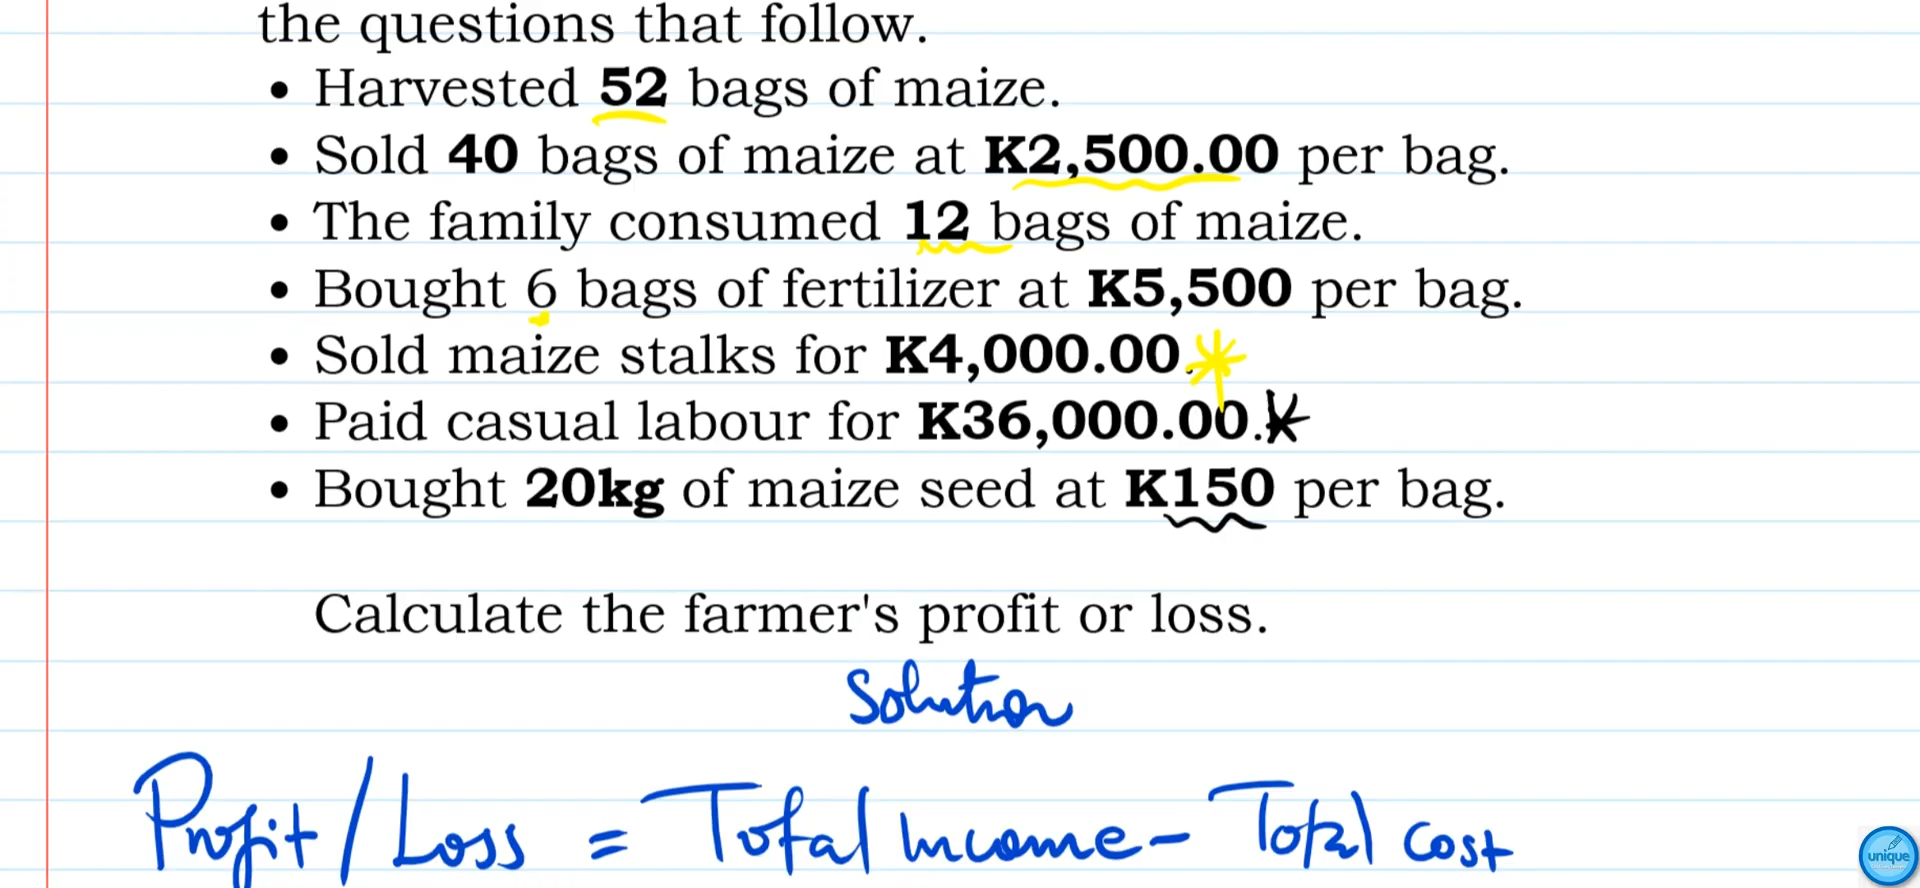 the questions that follow.
• Harvested 52 bags of maize.
• Sold 40 bags of maize at K2,500.00 per bag.
• The family consumed 12 bags of maize.
• Bought 6 bags of fertilizer at K5,500 per bag.
• Sold maize stalks for K4,000.00.
• Paid casual labour for K36,000.00.
• Bought 20kg of maize seed at K150 per bag.
Calculate the farmer's profit or loss.
Solution
Profit/Loss = Total Income - Total Cost
unique